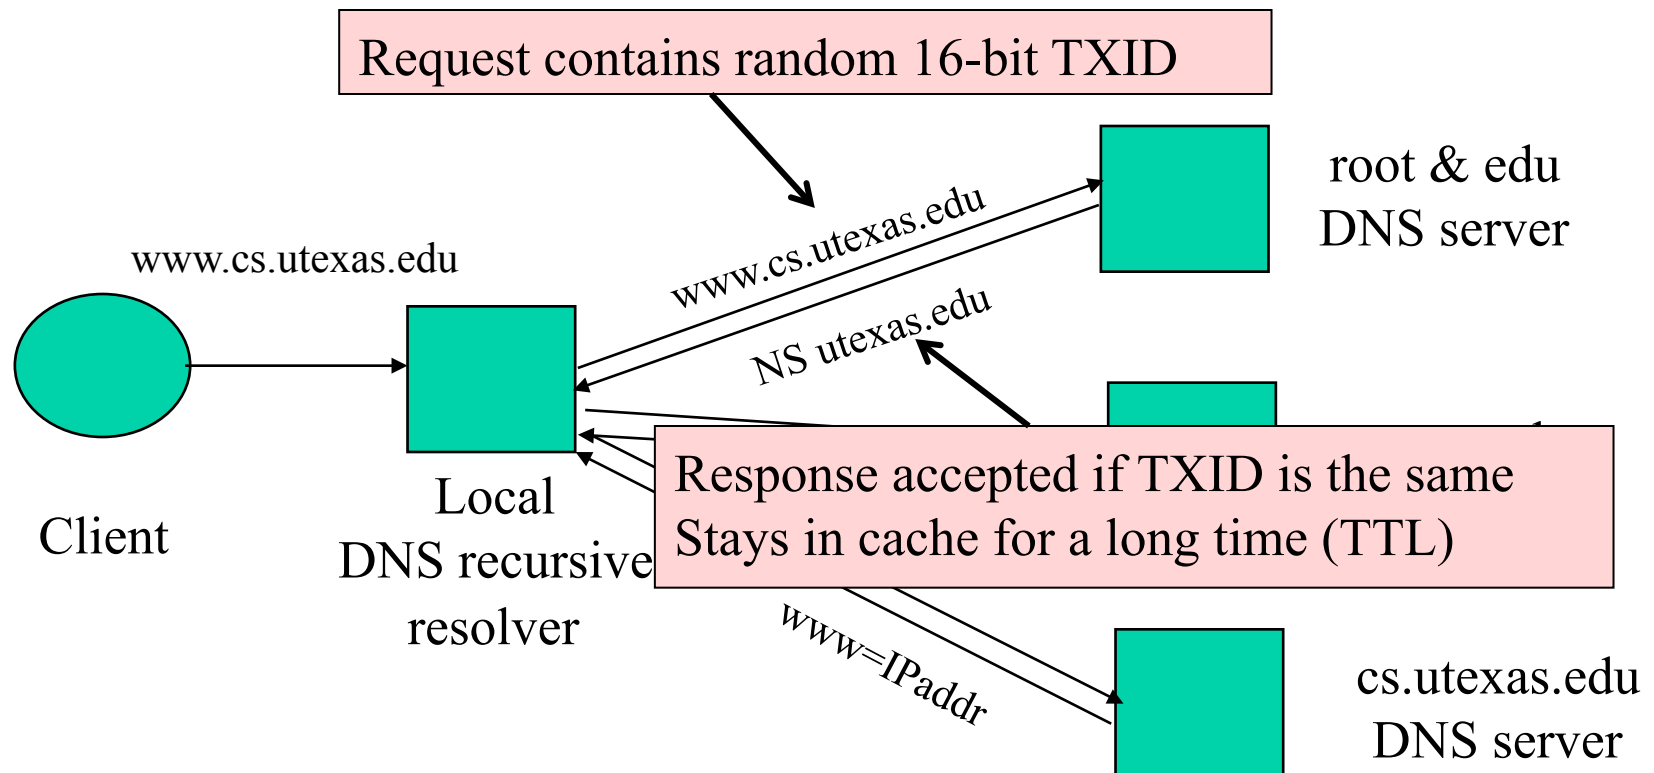 Request contains random 16-bit TXID
root & edu
DNS server
www.cs.utexas.edu
www.cs.utexas.edu
NS utexas.edu
Response accepted if TXID is the same
Stays in cache for a long time (TTL)
Client
Local
DNS recursive
resolver
www=IPaddr
cs.utexas.edu
DNS server